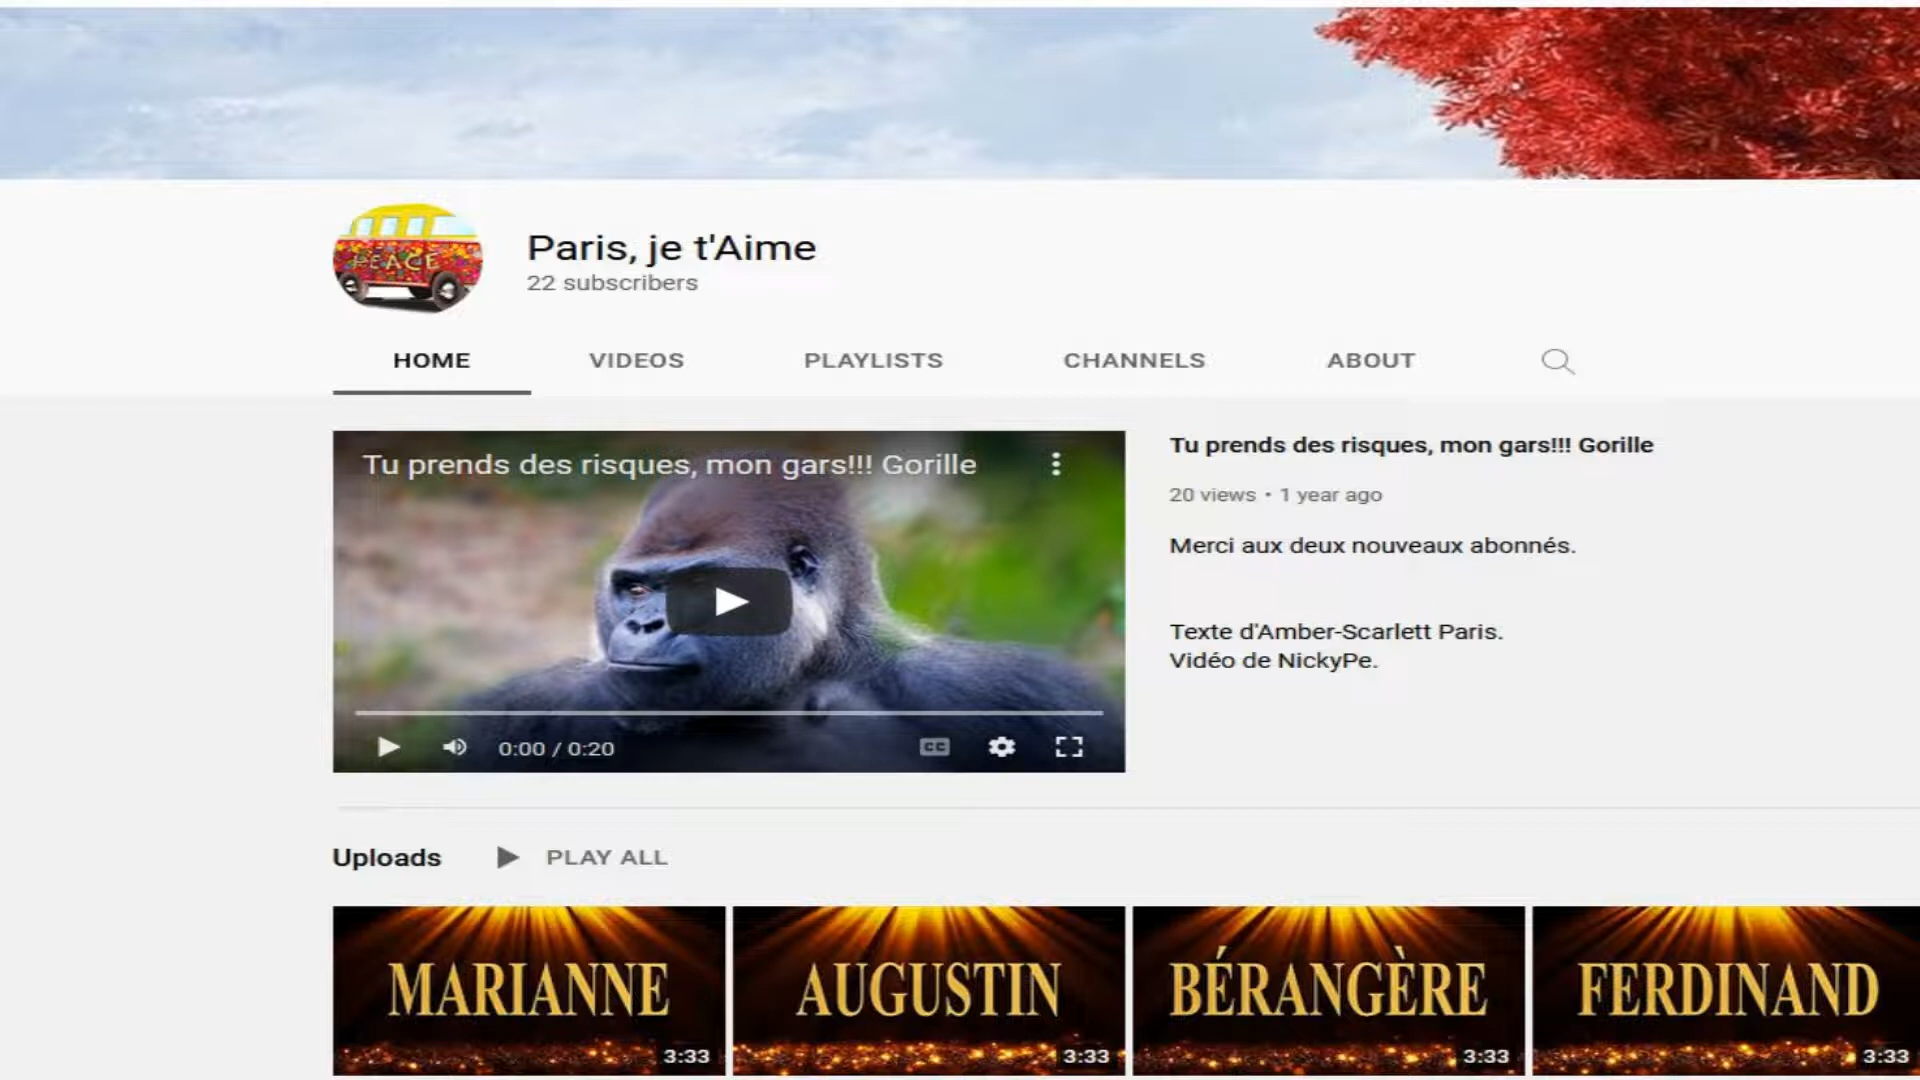 PEACE
Paris, je t'Aime
22 subscribers
HOME VIDEOS PLAYLISTS CHANNELS ABOUT
Tu prends des risques, mon gars!!! Gorille
0:00 / 0:20
CC
Tu prends des risques, mon gars!!! Gorille
20 views • 1 year ago
Merci aux deux nouveaux abonnés.
Texte d'Amber-Scarlett Paris.
Vidéo de NickyPe.
Uploads PLAY ALL
MARIANNE
3:33
AUGUSTIN
3:33
BÉRANGÈRE
3:33
FERDINAND
3:33